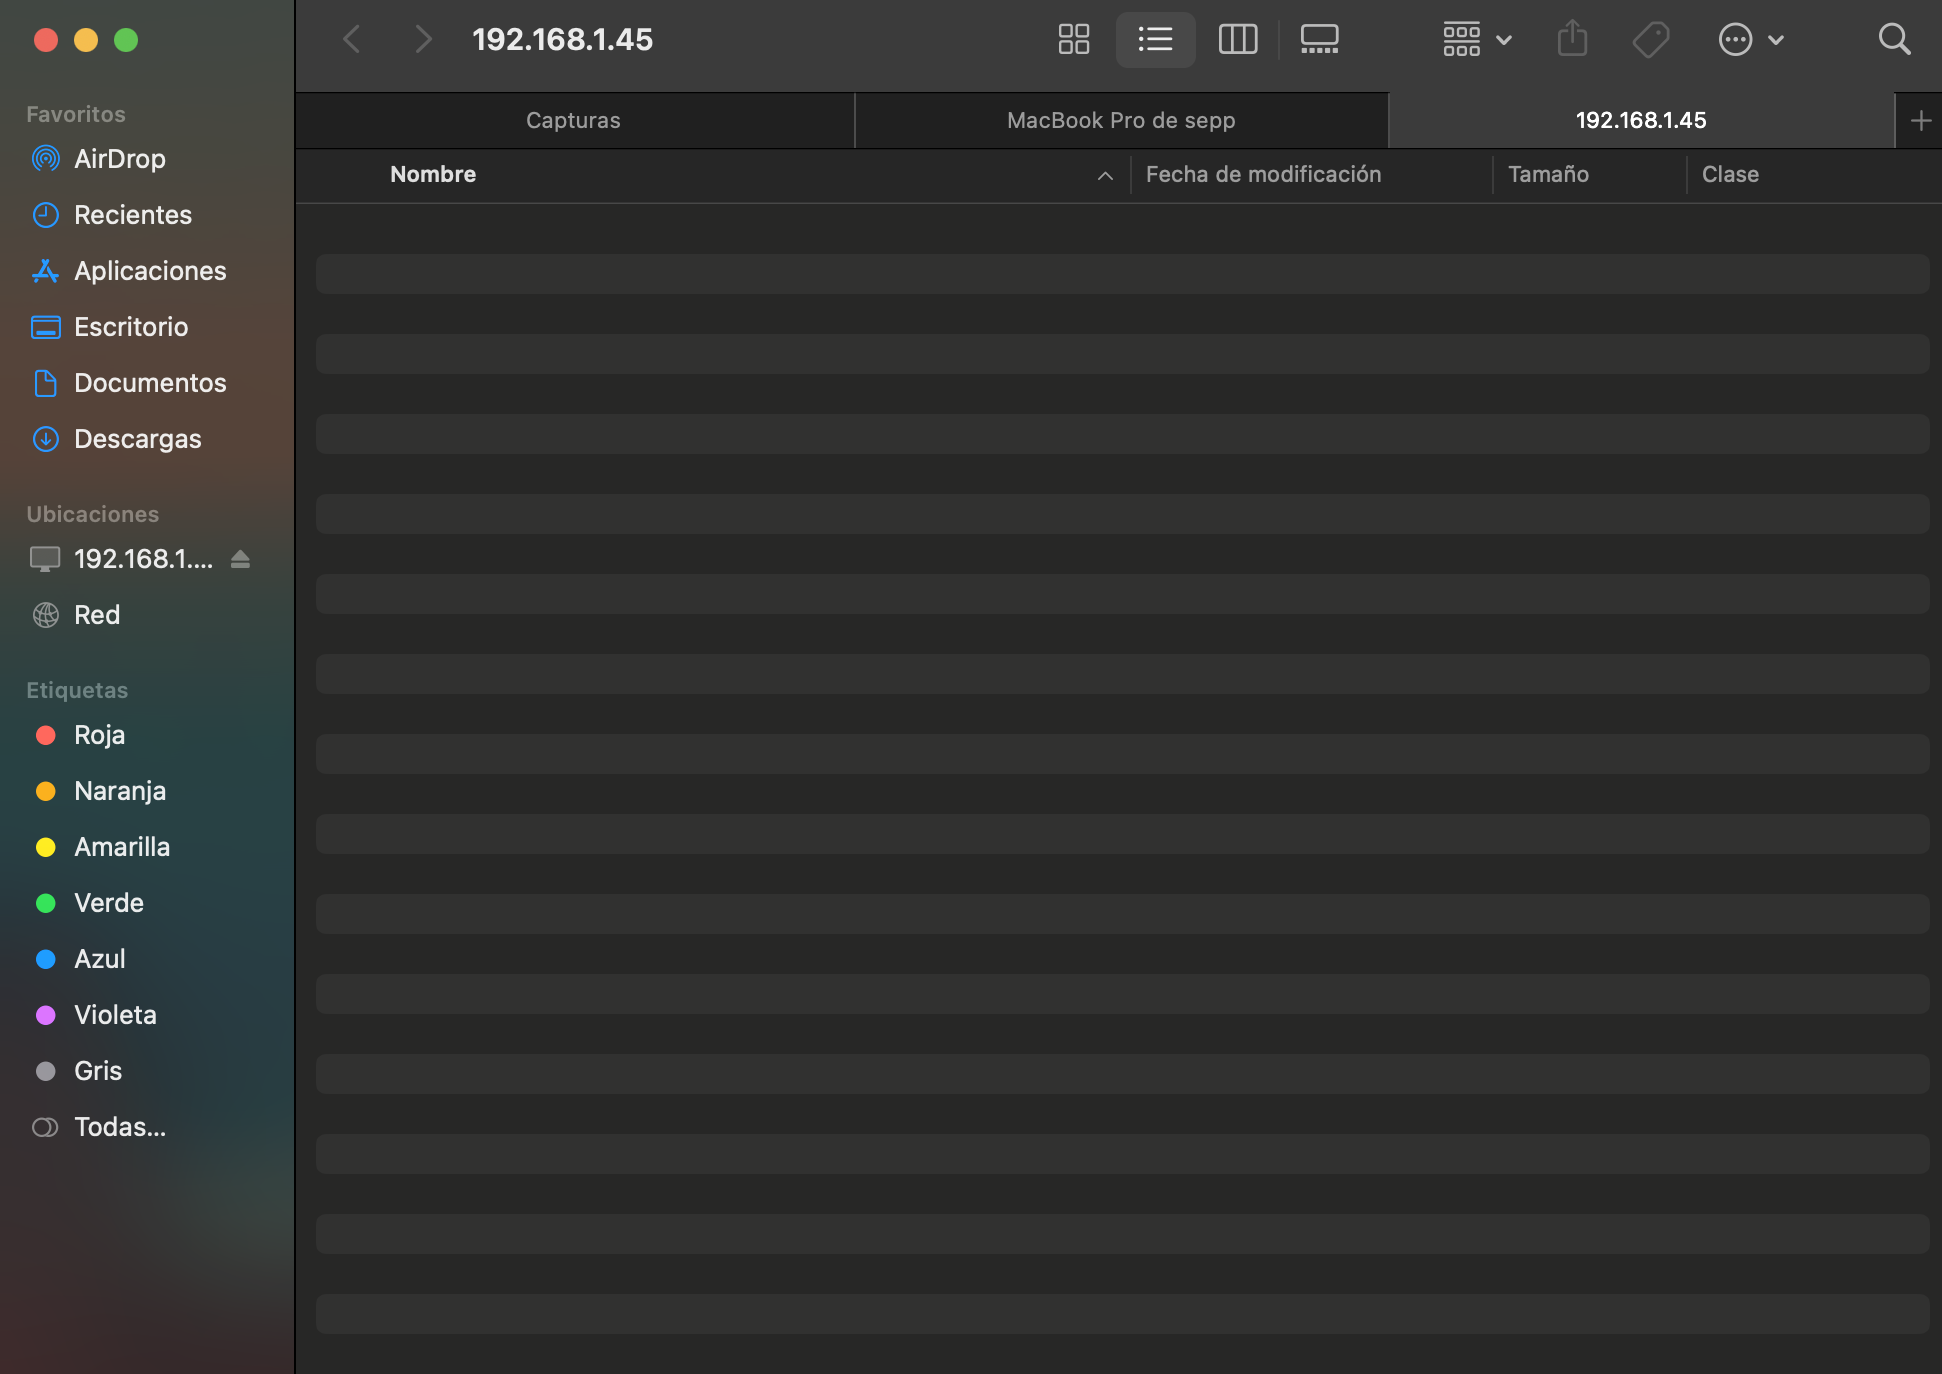 192.168.1.45
Capturas
MacBook Pro de sepp
192.168.1.45
Nombre
Fecha de modificación
Tamaño
Clase
Favoritos
AirDrop
Recientes
Aplicaciones
Escritorio
Documentos
Descargas
Ubicaciones
192.168.1....
Red
Etiquetas
Roja
Naranja
Amarilla
Verde
Azul
Violeta
Gris
Todas...